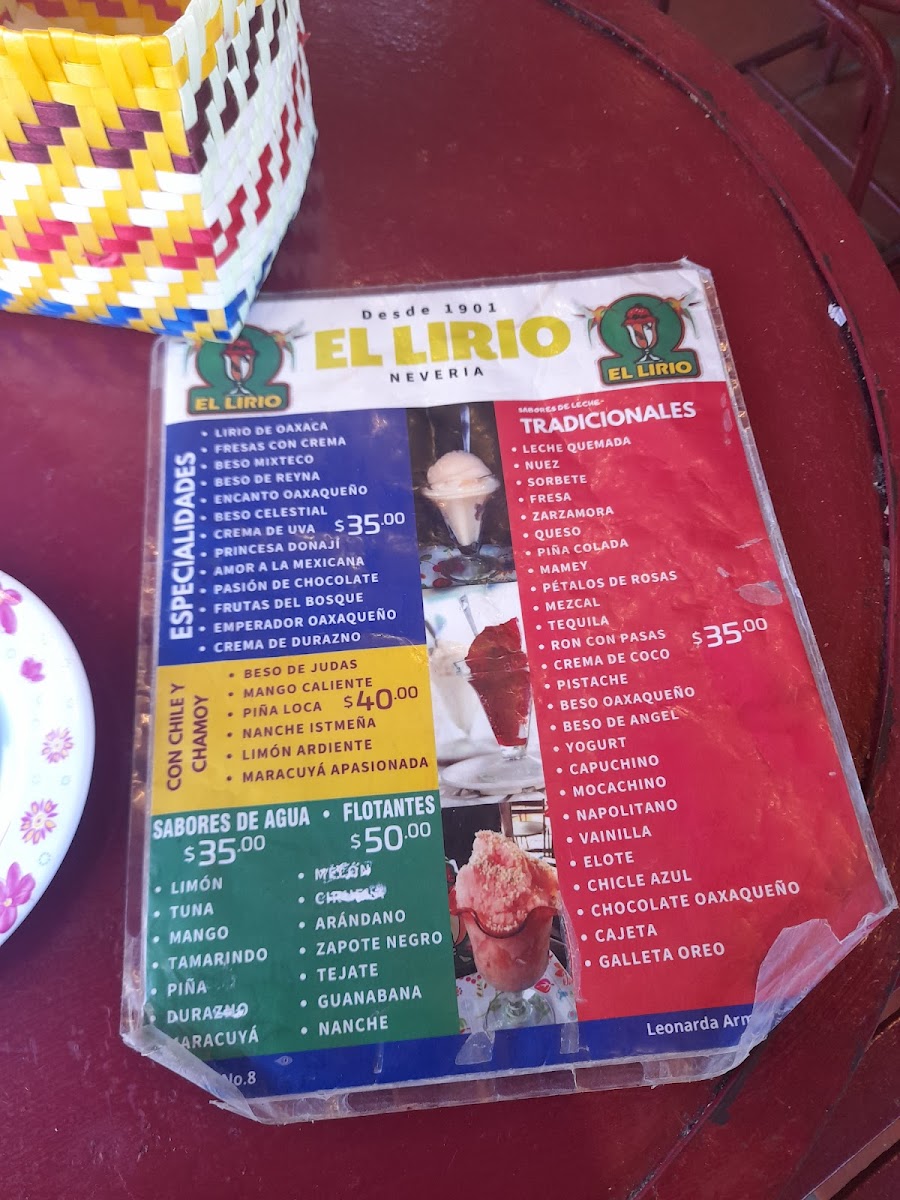 Desde 1901
EL LIRIO
NEVERIA
EL LIRIO
EL LIRIO
ESPECIALIDADES
• LIRIO DE OAXACA
• FRESAS CON CREMA
• BESO MIXTECO
• BESO DE REYNA
• ENCANTO OAXAQUEÑO
• BESO CELESTIAL
• CREMA DE UVA
• PRINCESA DONAJÍ
• AMOR A LA MEXICANA
• PASIÓN DE CHOCOLATE
• FRUTAS DEL BOSQUE
• EMPERADOR OAXAQUEÑO
• CREMA DE DURAZNO
$35.00
CON CHILE Y
CHAMOY
• BESO DE JUDAS
• MANGO CALIENTE
• PIÑA LOCA
• NANCHE ISTMEÑA
• LIMÓN ARDIENTE
• MARACUYÁ APASIONADA
$40.00
SABORES DE AGUA • FLOTANTES
$35.00
$50.00
• LIMÓN
• TUNA
• MANGO
• TAMARINDO
• PIÑA
• DURAZNO
MARACUYÁ
• MELÓN
• CIRUELA
• ARÁNDANO
• ZAPOTE NEGRO
• TEJATE
• GUANABANA
• NANCHE
SABORES DE LECHE
TRADICIONALES
• LECHE QUEMADA
• NUEZ
• SORBETE
• FRESA
• ZARZAMORA
• QUESO
• PIÑA COLADA
• MAMEY
• PÉTALOS DE ROSAS
• MEZCAL
• TEQUILA
• RON CON PASAS
• CREMA DE COCO
• PISTACHE
• BESO OAXAQUEÑO
• BESO DE ANGEL
• YOGURT
• CAPUCHINO
• MOCACHINO
• NAPOLITANO
• VAINILLA
• ELOTE
• CHICLE AZUL
• CHOCOLATE OAXAQUEÑO
• CAJETA
• GALLETA OREO
$35.00
No.8
Leonarda Arm